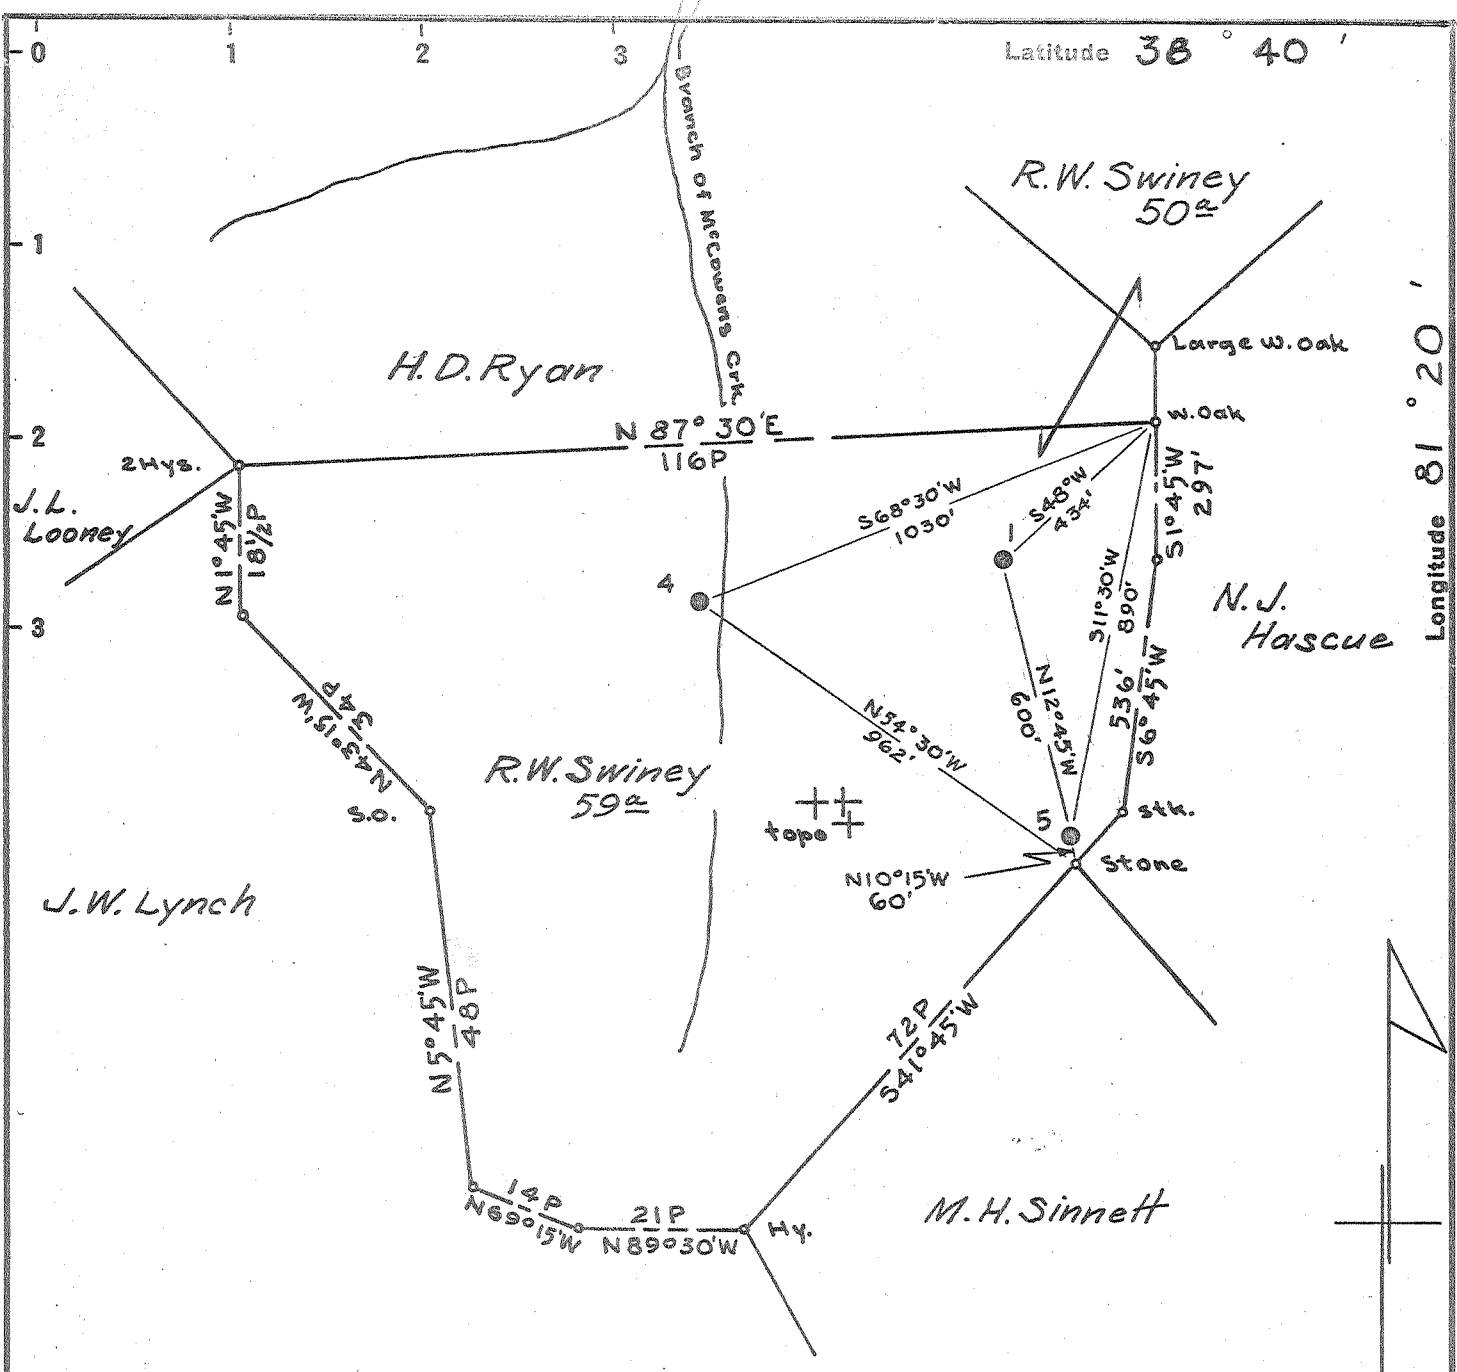 0
1
2
3
Latitude 38 ° 40 '
Branch of McCowens Crk.
R.W. Swiney
50a
1
Large W. Oak
H.D. Ryan
W. Oak
Longitude 81 ° 20 '
2
N 87° 30'E
116P
2 Hys.
J.L.
Looney
N1°45'W
18½P
S68°30'W
1030'
S48°W
434'
S1°45'W
297'
1
4
3
S11°30'W
890'
N.J.
Hascue
N43°15'W
34P
N54°30'W
962'
N12°45'W
600'
536'
S6°45'W
R.W. Swiney
59a
S.O.
topo
5
stk.
Stone
N10°15'W
60'
J.W. Lynch
N5°45'W
48P
72P
S41°45'W
14P
N69°15'W
21P
N89°30'W
Hy.
M.H. Sinnett